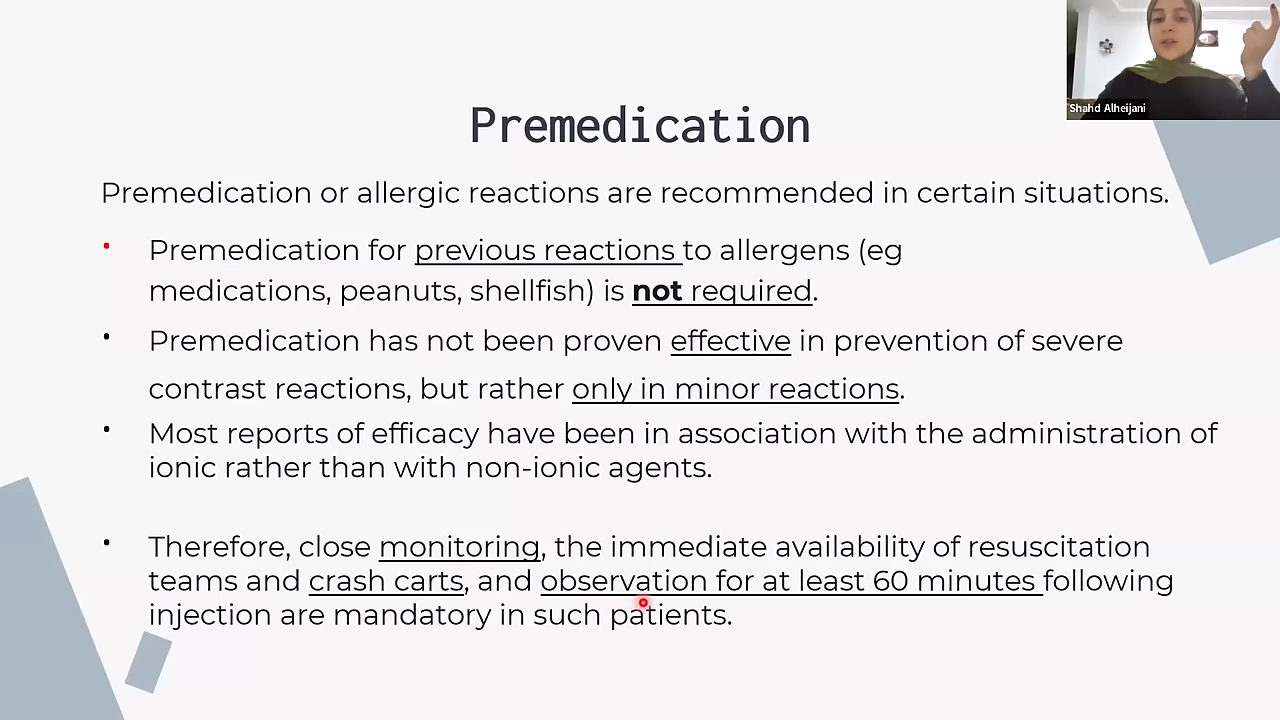 Shahd Alheijani
Premedication
Premedication or allergic reactions are recommended in certain situations.
• Premedication for previous reactions to allergens (eg
medications, peanuts, shellfish) is not required.
• Premedication has not been proven effective in prevention of severe
contrast reactions, but rather only in minor reactions.
• Most reports of efficacy have been in association with the administration of
ionic rather than with non-ionic agents.
• Therefore, close monitoring, the immediate availability of resuscitation
teams and crash carts, and observation for at least 60 minutes following
injection are mandatory in such patients.